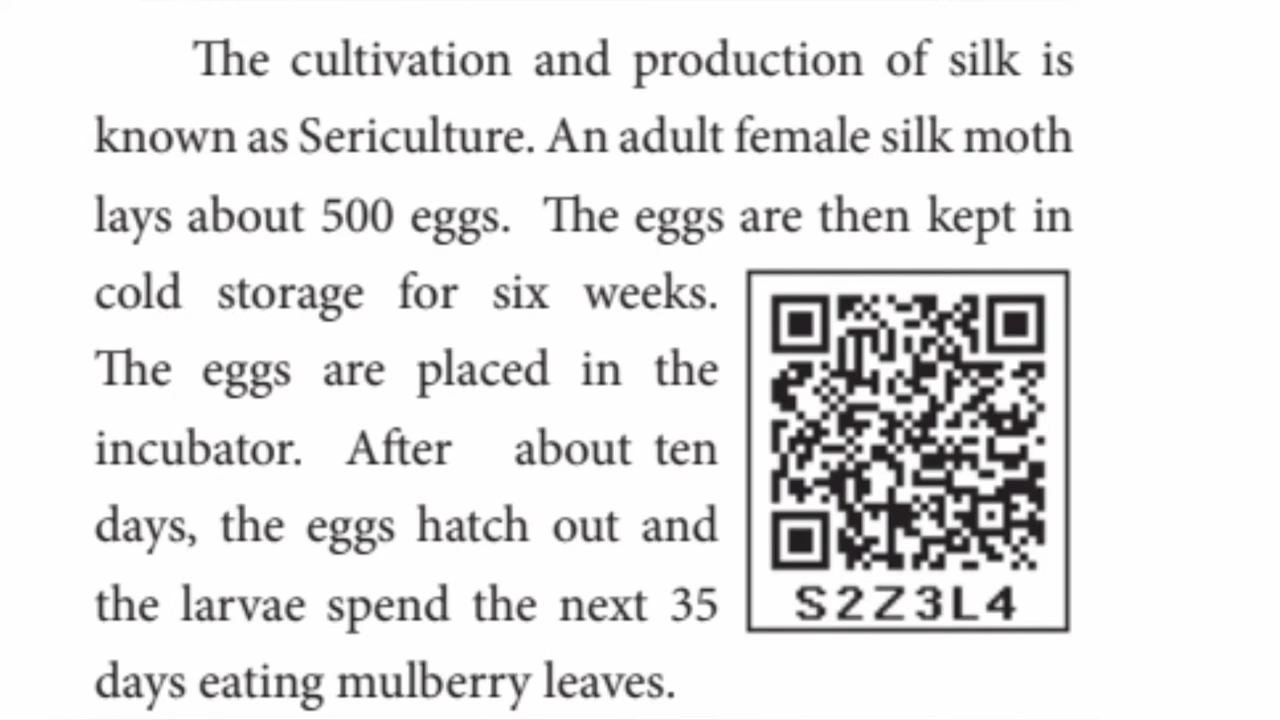 The cultivation and production of silk is
known as Sericulture. An adult female silk moth
lays about 500 eggs. The eggs are then kept in
cold storage for six weeks.
The eggs are placed in the
incubator. After about ten
days, the eggs hatch out and
the larvae spend the next 35
days eating mulberry leaves.
S2Z3L4